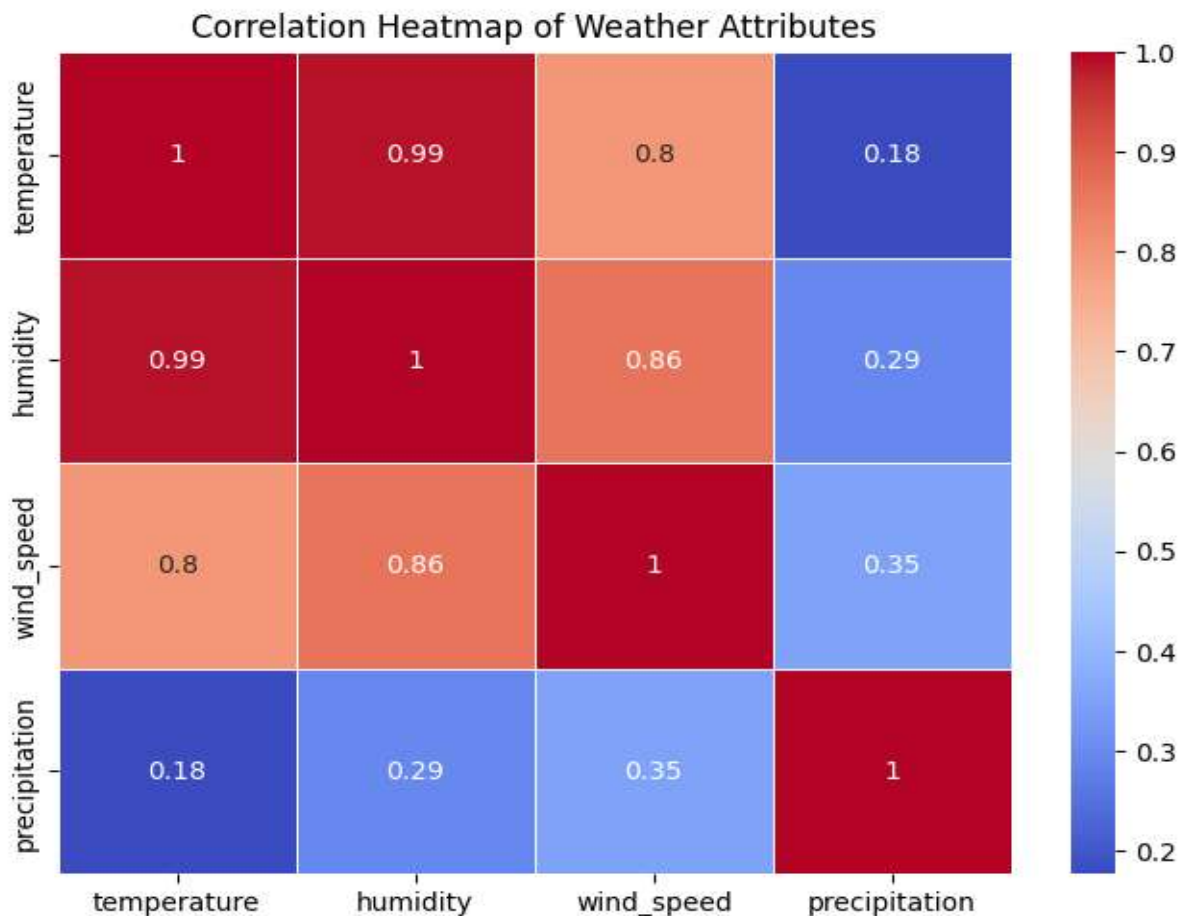 Correlation Heatmap of Weather Attributes
temperature
1 0.99 0.8 0.18
humidity
0.99 1 0.86 0.29
wind_speed
0.8 0.86 1 0.35
precipitation
0.18 0.29 0.35 1
temperature humidity wind_speed precipitation
1.0
0.9
0.8
0.7
0.6
0.5
0.4
0.3
0.2